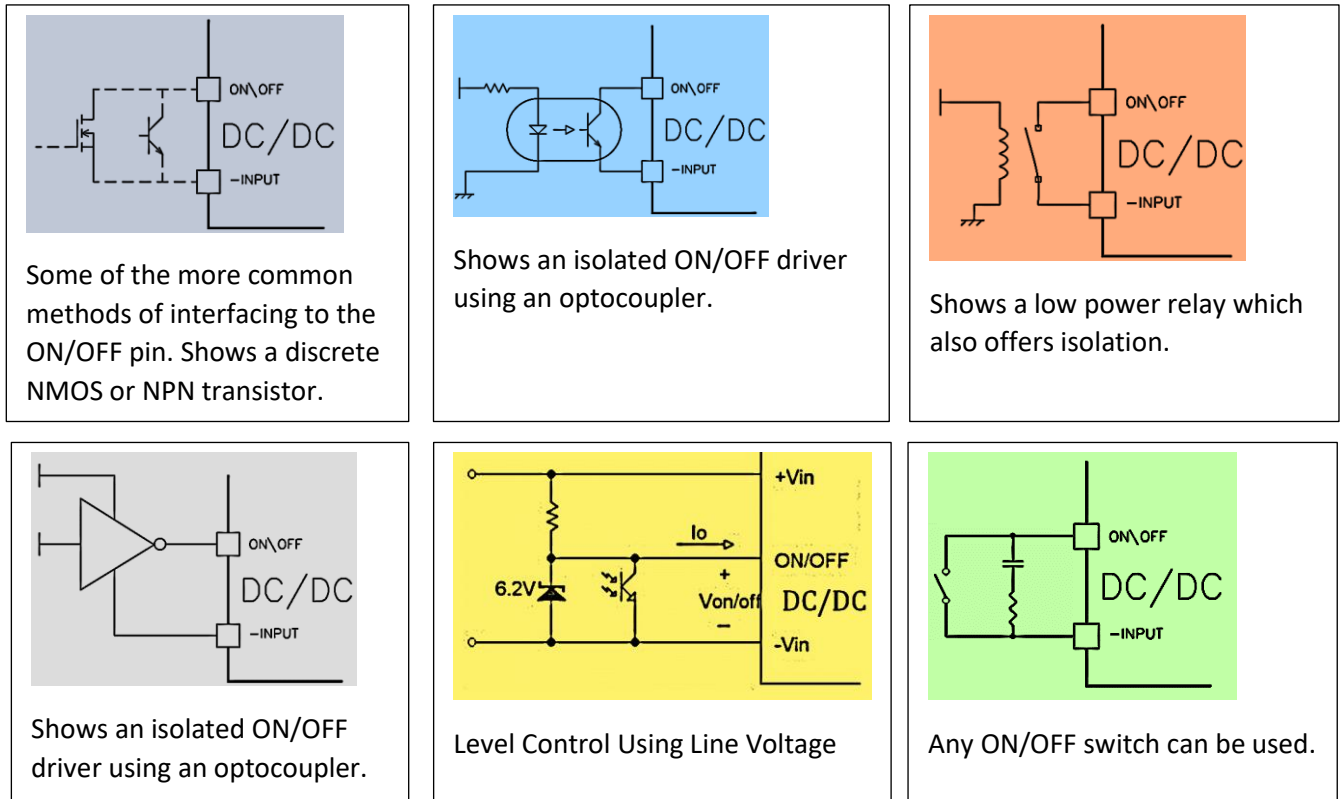 ON\OFF
DC/DC
-INPUT
Some of the more common
methods of interfacing to the
ON/OFF pin. Shows a discrete
NMOS or NPN transistor.
ON\OFF
DC/DC
-INPUT
Shows an isolated ON/OFF driver
using an optocoupler.
ON\OFF
DC/DC
-INPUT
Shows a low power relay which
also offers isolation.
ON\OFF
DC/DC
-INPUT
Shows an isolated ON/OFF
driver using an optocoupler.
+Vin
Io
ON/OFF
6.2V
+
Von/off
DC/DC
-
-Vin
Level Control Using Line Voltage
ON\OFF
DC/DC
-INPUT
Any ON/OFF switch can be used.